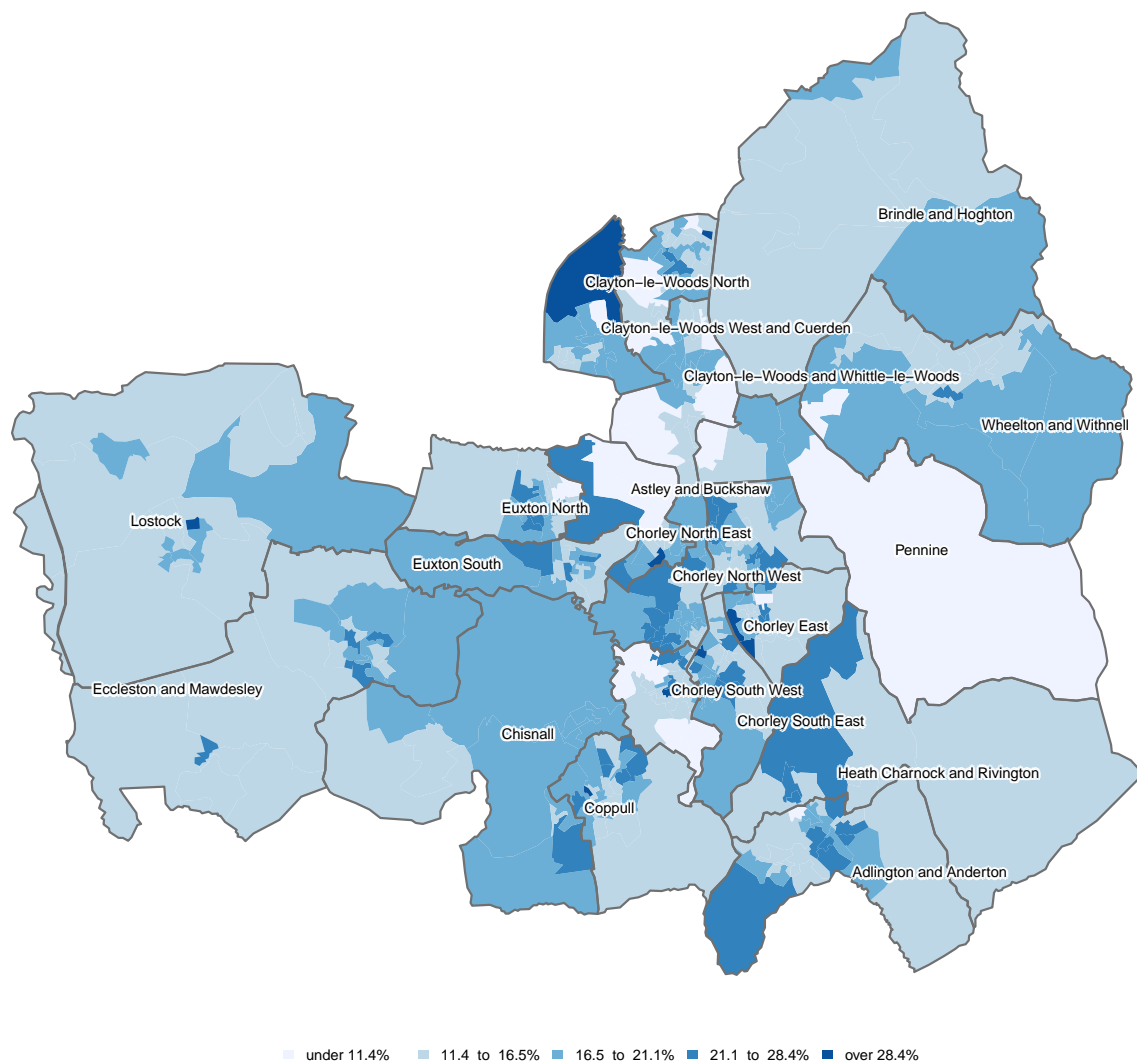 Brindle and Hoghton
Clayton−le−Woods North
Clayton−le−Woods West and Cuerden
Clayton−le−Woods and Whittle−le−Woods
Wheelton and Withnell
Astley and Buckshaw
Euxton North
Lostock
Chorley North East
Pennine
Euxton South
Chorley North West
Chorley East
Eccleston and Mawdesley
Chorley South West
Chorley South East
Chisnall
Heath Charnock and Rivington
Coppull
Adlington and Anderton
under 11.4% 11.4 to 16.5% 16.5 to 21.1% 21.1 to 28.4% over 28.4%